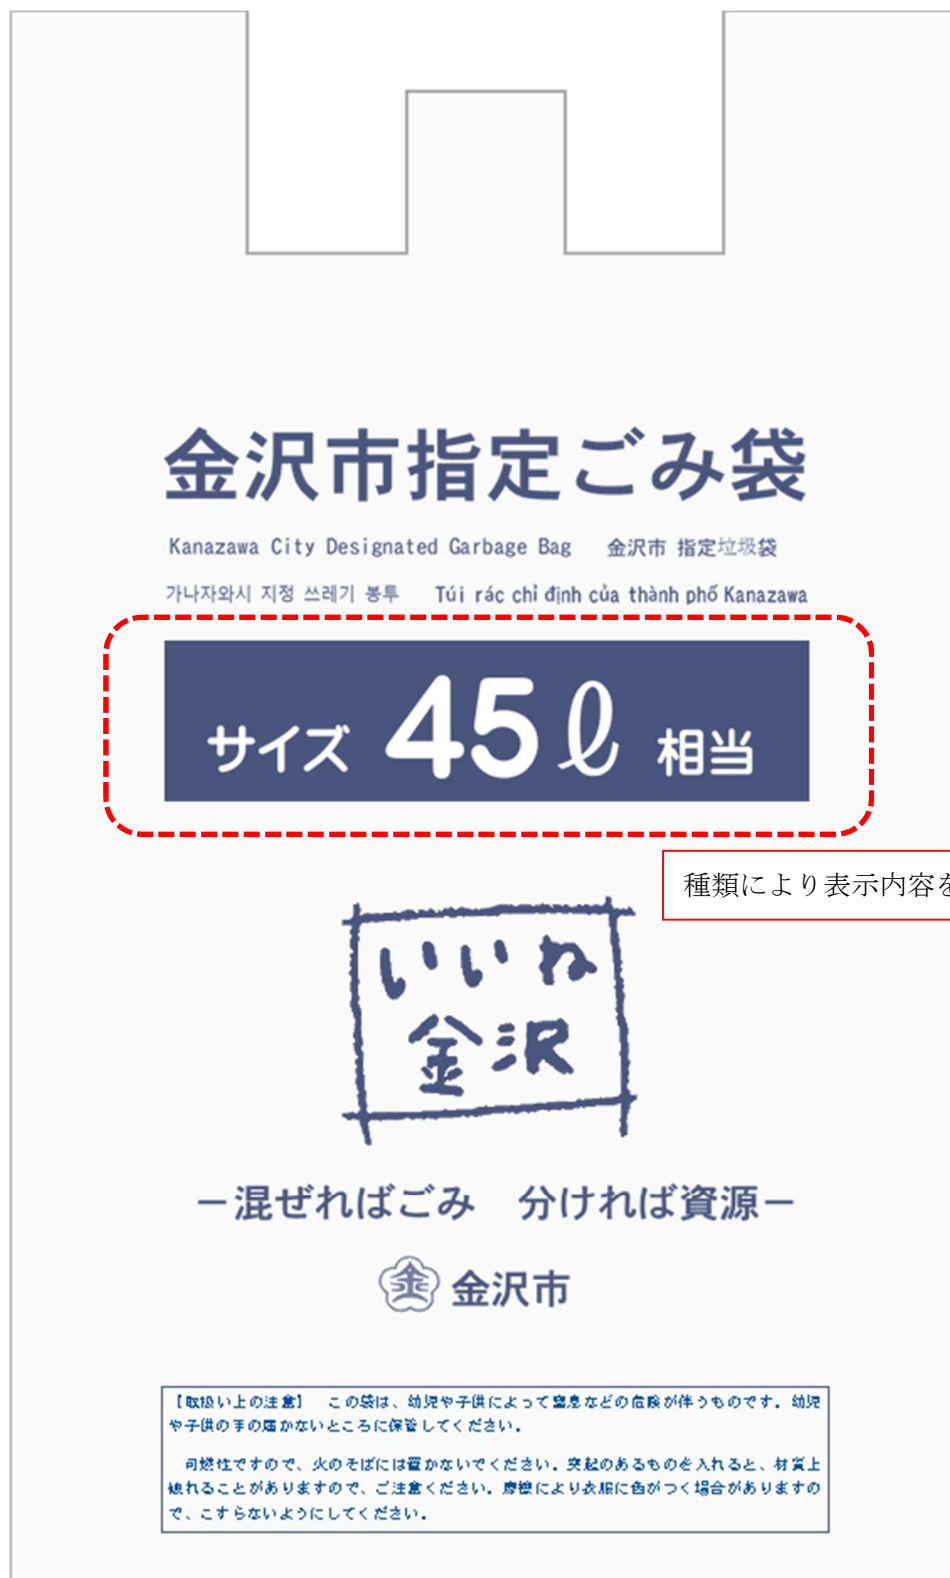 金沢市指定ごみ袋
Kanazawa City Designated Garbage Bag 金沢市 指定垃圾袋
가나자와시 지정 쓰레기 봉투 Túi rác chỉ định của thành phố Kanazawa
サイズ 45ℓ 相当
種類により表示内容を
いいね
金沢
－混ぜればごみ　分ければ資源－
金沢市
【取扱い上の注意】　この袋は、幼児や子供によって窒息などの危険が伴うものです。幼児
や子供の手の届かないところに保管してください。
可燃性ですので、火のそばには置かないでください。突起のあるものを入れると、材質上
破れることがありますので、ご注意ください。摩擦により衣服に色がつく場合がありますの
で、こすらないようにしてください。